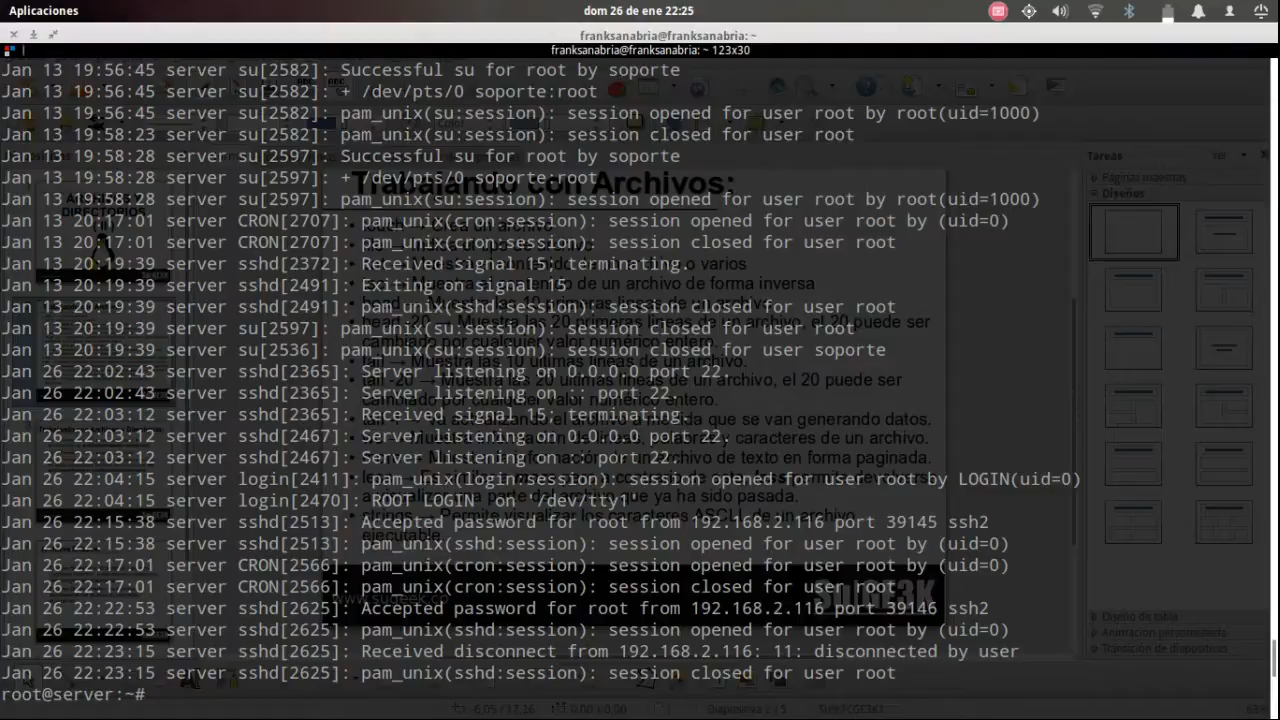 Aplicaciones
dom 26 de ene 22:25
franksanabria@franksanabria: ~
franksanabria@franksanabria: ~ 123x30
Jan 13 19:56:45 server su[2582]: Successful su for root by soporte
Jan 13 19:56:45 server su[2582]: + /dev/pts/0 soporte:root
Jan 13 19:56:45 server su[2582]: pam_unix(su:session): session opened for user root by root(uid=1000)
Jan 13 19:58:23 server su[2582]: pam_unix(su:session): session closed for user root
Jan 13 19:58:28 server su[2597]: Successful su for root by soporte
Jan 13 19:58:28 server su[2597]: + /dev/pts/0 soporte:root
Jan 13 19:58:28 server su[2597]: pam_unix(su:session): session opened for user root by root(uid=1000)
Jan 13 20:17:01 server CRON[2707]: pam_unix(cron:session): session opened for user root by (uid=0)
Jan 13 20:17:01 server CRON[2707]: pam_unix(cron:session): session closed for user root
Jan 13 20:19:39 server sshd[2372]: Received signal 15; terminating.
Jan 13 20:19:39 server sshd[2491]: Exiting on signal 15
Jan 13 20:19:39 server sshd[2491]: pam_unix(sshd:session): session closed for user root
Jan 13 20:19:39 server su[2597]: pam_unix(su:session): session closed for user root
Jan 13 20:19:39 server su[2536]: pam_unix(su:session): session closed for user soporte
Jan 26 22:02:43 server sshd[2365]: Server listening on 0.0.0.0 port 22.
Jan 26 22:02:43 server sshd[2365]: Server listening on :: port 22.
Jan 26 22:03:12 server sshd[2365]: Received signal 15; terminating.
Jan 26 22:03:12 server sshd[2467]: Server listening on 0.0.0.0 port 22.
Jan 26 22:03:12 server sshd[2467]: Server listening on :: port 22.
Jan 26 22:04:15 server login[2411]: pam_unix(login:session): session opened for user root by LOGIN(uid=0)
Jan 26 22:04:15 server login[2470]: ROOT LOGIN on '/dev/tty1'
Jan 26 22:15:38 server sshd[2513]: Accepted password for root from 192.168.2.116 port 39145 ssh2
Jan 26 22:15:38 server sshd[2513]: pam_unix(sshd:session): session opened for user root by (uid=0)
Jan 26 22:17:01 server CRON[2566]: pam_unix(cron:session): session opened for user root by (uid=0)
Jan 26 22:17:01 server CRON[2566]: pam_unix(cron:session): session closed for user root
Jan 26 22:22:53 server sshd[2625]: Accepted password for root from 192.168.2.116 port 39146 ssh2
Jan 26 22:22:53 server sshd[2625]: pam_unix(sshd:session): session opened for user root by (uid=0)
Jan 26 22:23:15 server sshd[2625]: Received disconnect from 192.168.2.116: 11: disconnected by user
Jan 26 22:23:15 server sshd[2625]: pam_unix(sshd:session): session closed for user root
root@server:~#
Trabajando con Archivos:
Tareas
Páginas maestras
Diseños
Diseño de tabla
Animación personalizada
Transición de diapositivas